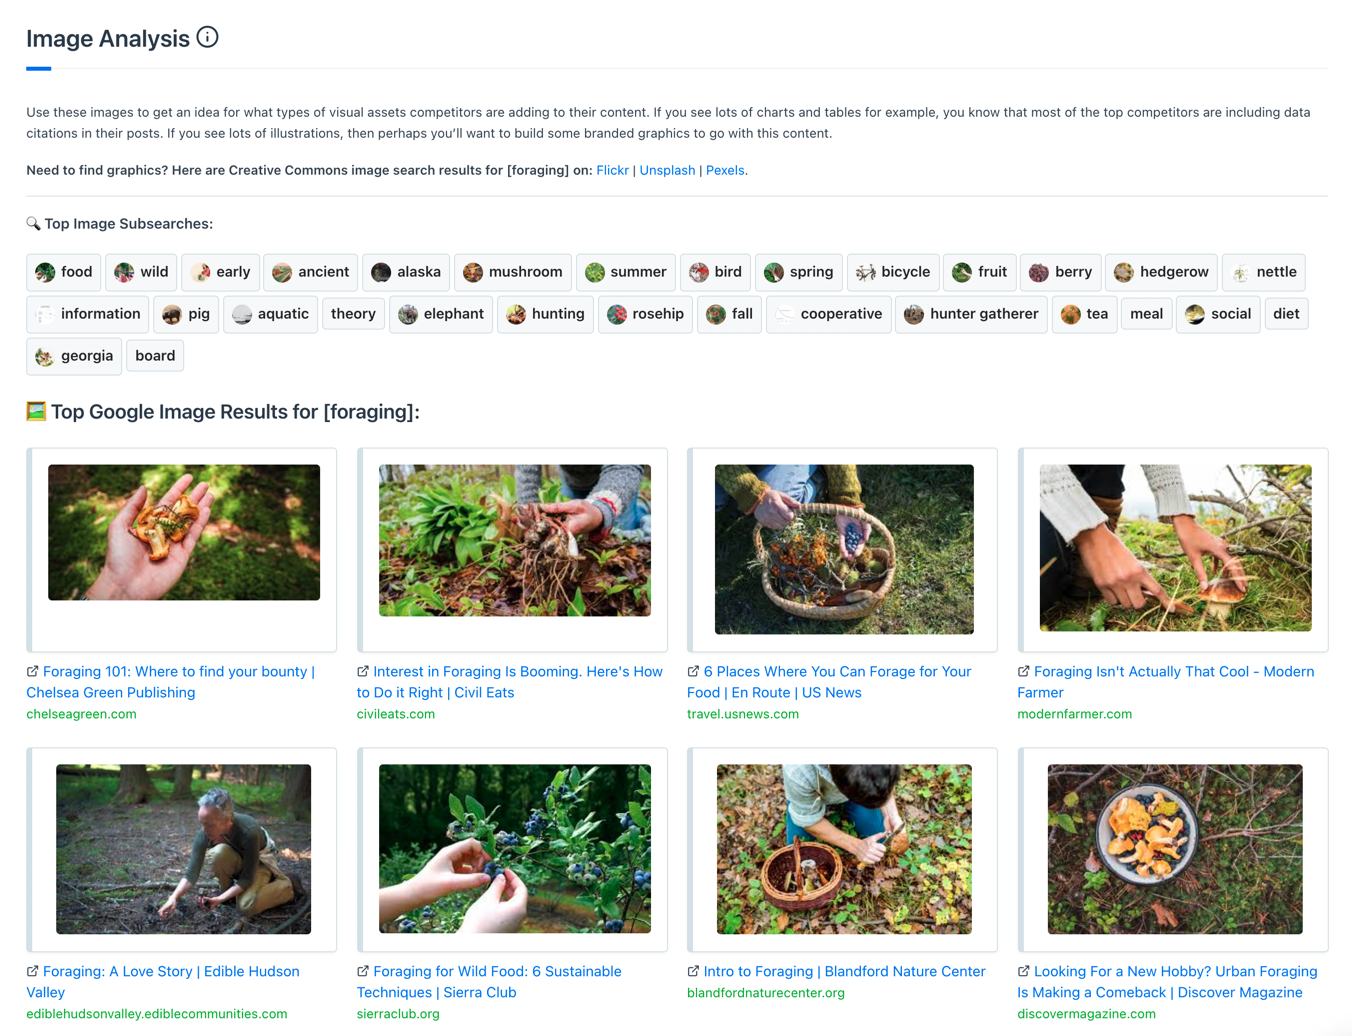 Image Analysis
Use these images to get an idea for what types of visual assets competitors are adding to their content. If you see lots of charts and tables for example, you know that most of the top competitors are including data
citations in their posts. If you see lots of illustrations, then perhaps you'll want to build some branded graphics to go with this content.
Need to find graphics? Here are Creative Commons image search results for [foraging] on: Flickr | Unsplash | Pexels.
🔍 Top Image Subsearches:
food wild early ancient alaska mushroom summer bird spring bicycle fruit berry hedgerow nettle
information pig aquatic theory elephant hunting rosehip fall cooperative hunter gatherer tea meal social diet
georgia board
🖼️ Top Google Image Results for [foraging]:
Foraging 101: Where to find your bounty |
Chelsea Green Publishing
chelseagreen.com
Interest in Foraging Is Booming. Here's How
to Do it Right | Civil Eats
civileats.com
6 Places Where You Can Forage for Your
Food | En Route | US News
travel.usnews.com
Foraging Isn't Actually That Cool - Modern
Farmer
modernfarmer.com
Foraging: A Love Story | Edible Hudson
Valley
ediblehudsonvalley.ediblecommunities.com
Foraging for Wild Food: 6 Sustainable
Techniques | Sierra Club
sierraclub.org
Intro to Foraging | Blandford Nature Center
blandfordnaturecenter.org
Looking For a New Hobby? Urban Foraging
Is Making a Comeback | Discover Magazine
discovermagazine.com